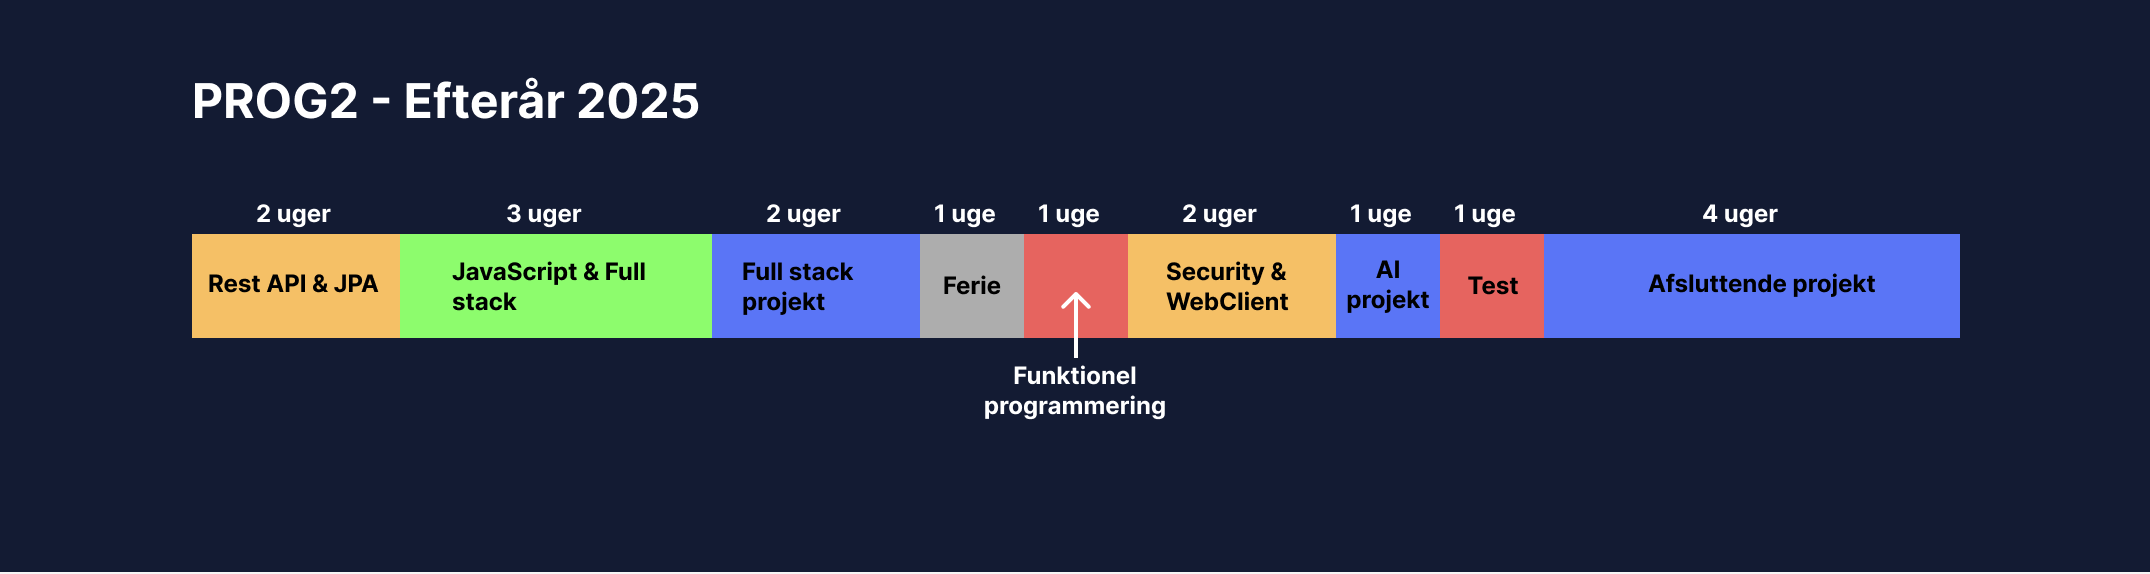 PROG2 - Efterår 2025
2 uger
3 uger
2 uger
1 uge
1 uge
2 uger
1 uge
1 uge
4 uger
Rest API & JPA
JavaScript & Full
stack
Full stack
projekt
Ferie
Security &
WebClient
AI
projekt
Test
Afsluttende projekt
Funktionel
programmering